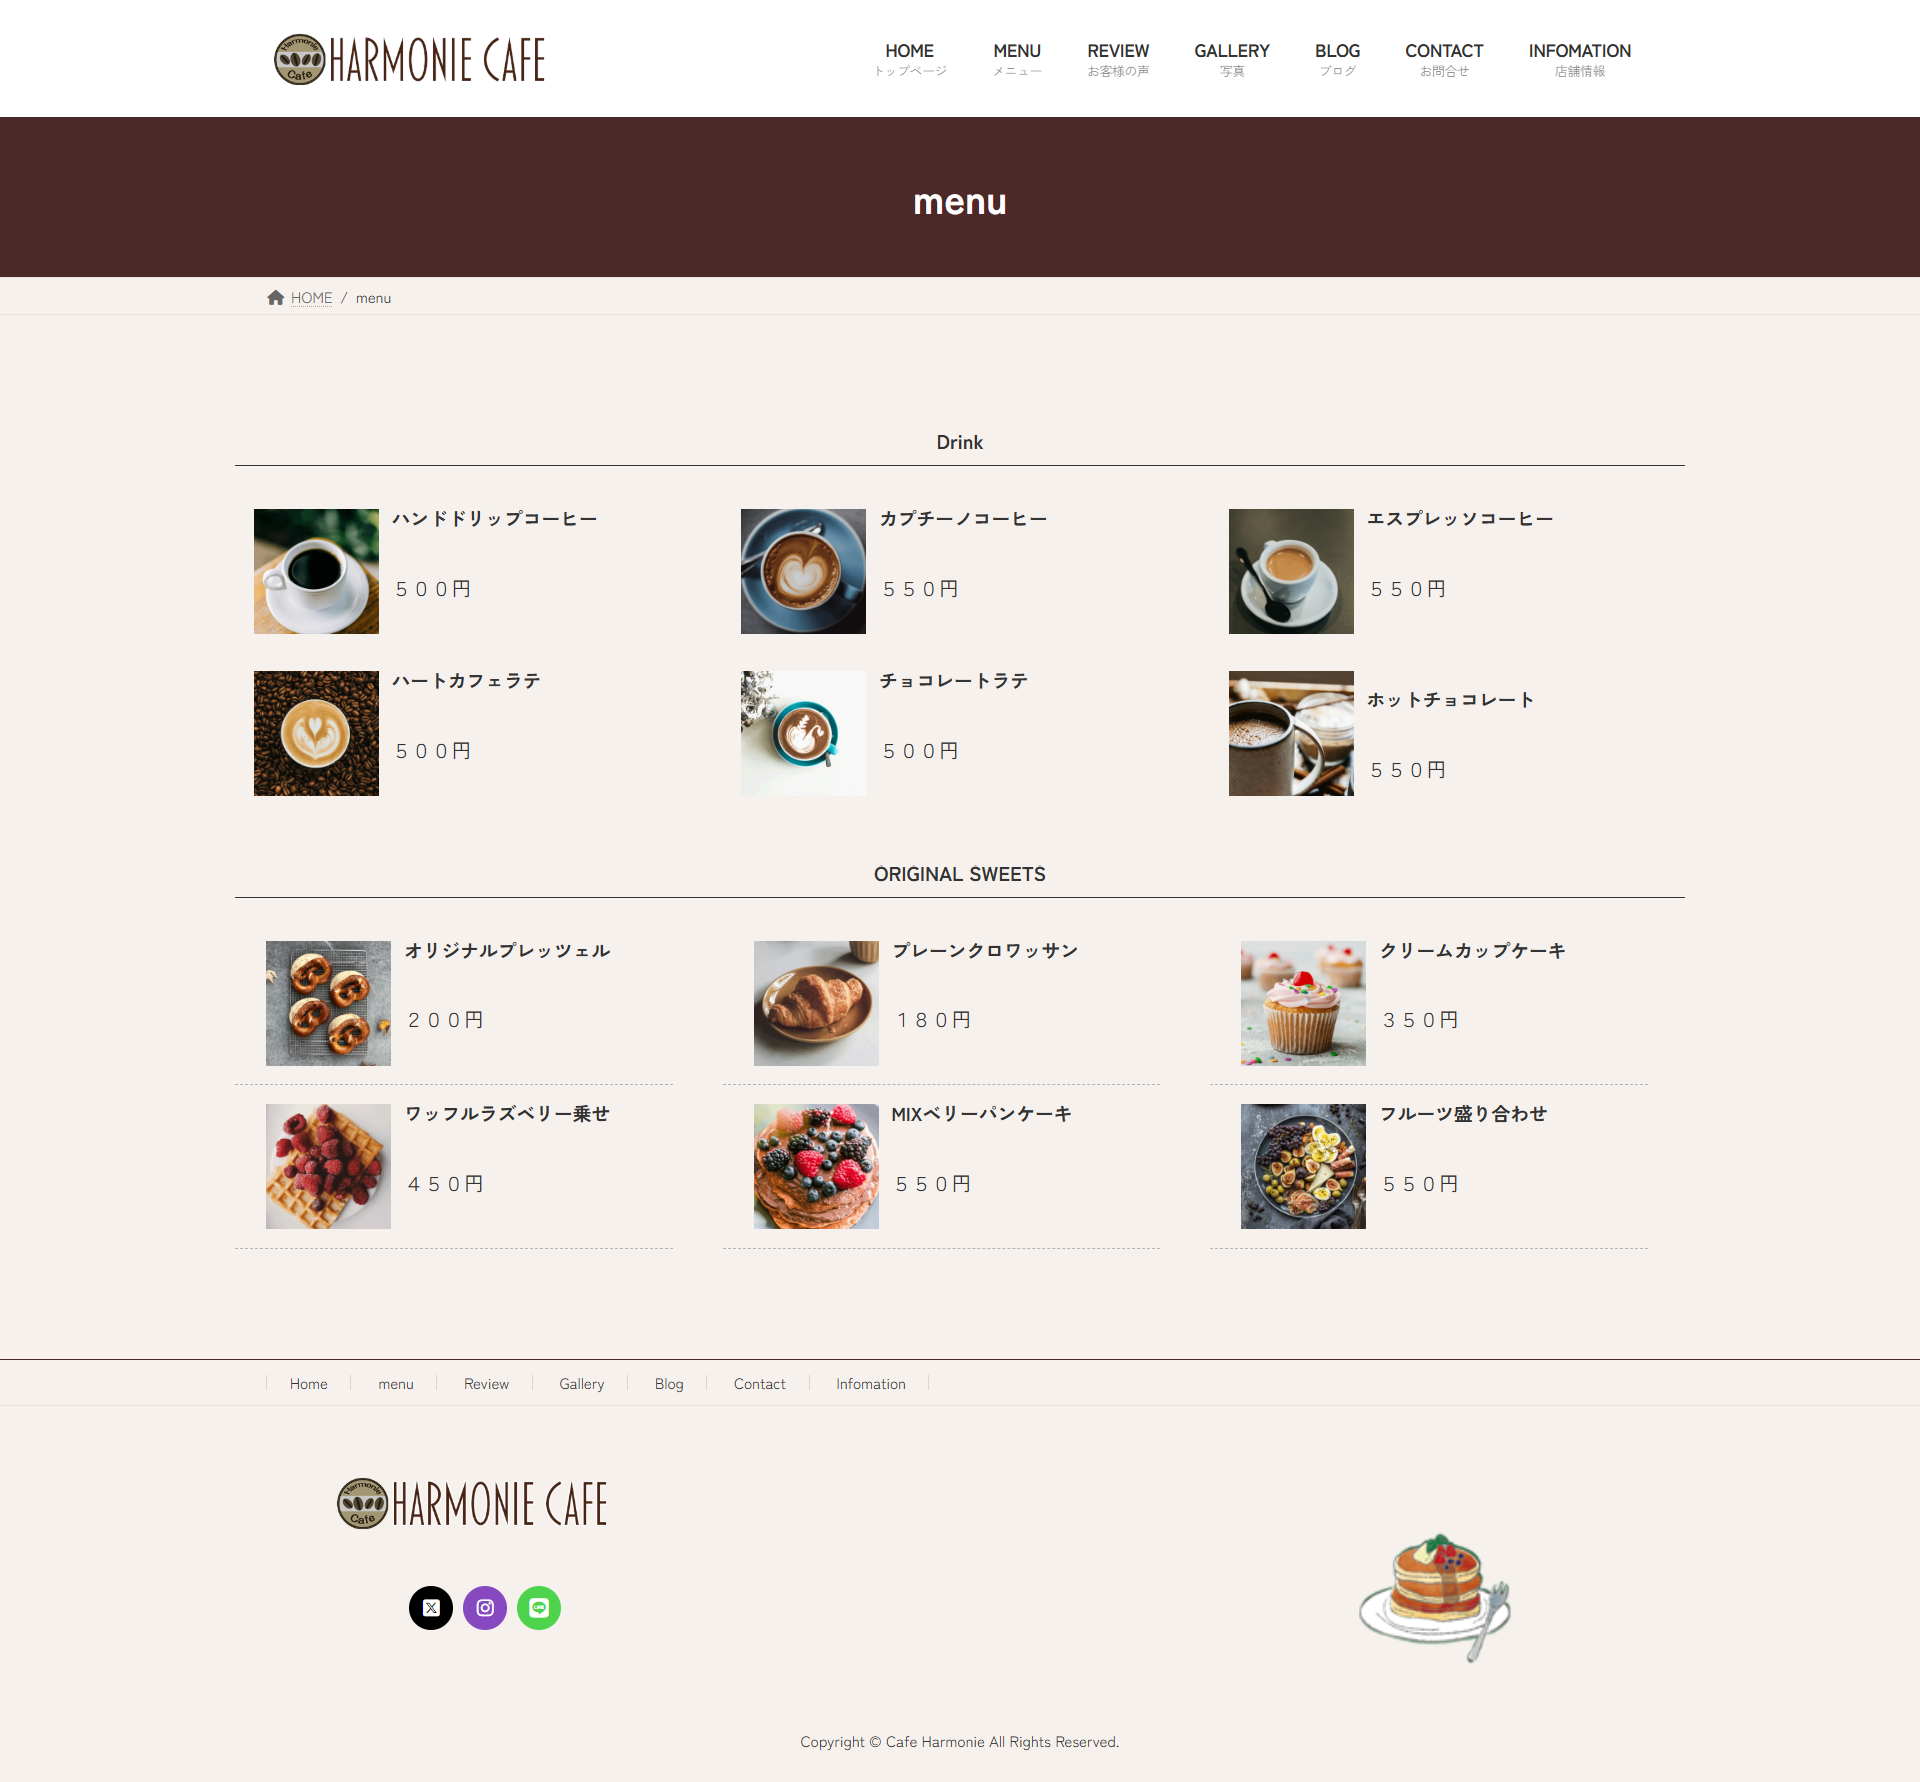 Harmonie Cafe HARMONIE CAFE
HOME MENU REVIEW GALLERY BLOG CONTACT INFOMATION
トップページ メニュー お客様の声 写真 ブログ お問合せ 店舗情報
menu
HOME / menu
Drink
ハンドドリップコーヒー カプチーノコーヒー エスプレッソコーヒー
５００円 ５５０円 ５５０円
ハートカフェラテ チョコレートラテ ホットチョコレート
５００円 ５００円 ５５０円
ORIGINAL SWEETS
オリジナルプレッツェル プレーンクロワッサン クリームカップケーキ
２００円 １８０円 ３５０円
ワッフルラズベリー乗せ MIXベリーパンケーキ フルーツ盛り合わせ
４５０円 ５５０円 ５５０円
Home menu Review Gallery Blog Contact Infomation
Harmonie Cafe HARMONIE CAFE
LINE
Copyright © Cafe Harmonie All Rights Reserved.